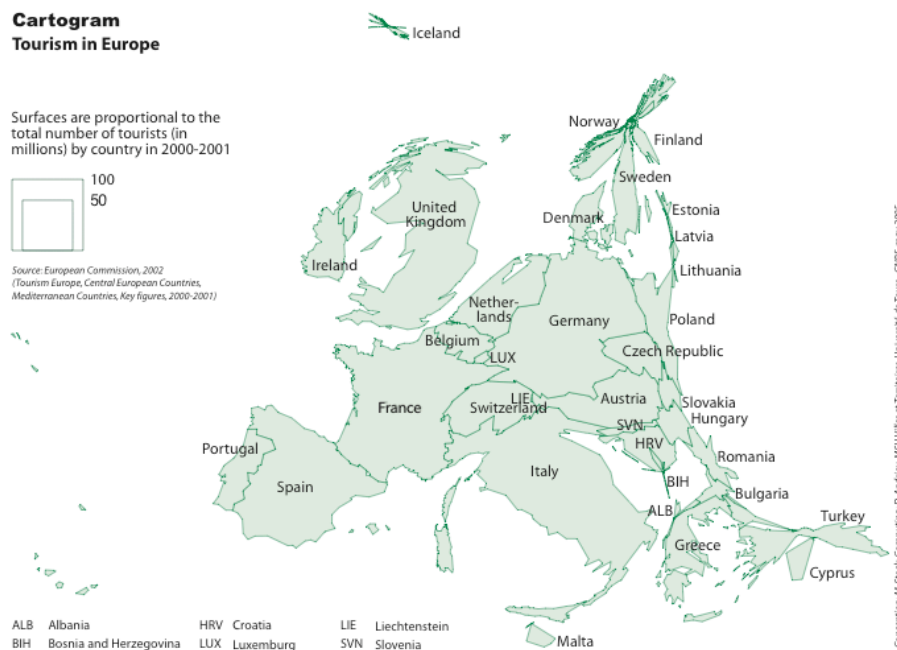 Cartogram
Tourism in Europe
Iceland
Surfaces are proportional to the
total number of tourists (in
millions) by country in 2000-2001
100
50
Source: European Commission, 2002
(Tourism Europe, Central European Countries,
Mediterranean Countries, Key figures, 2000-2001)
Norway
Finland
Sweden
United
Kingdom
Denmark
Estonia
Latvia
Ireland
Lithuania
Nether-
lands
Germany
Poland
Belgium
LUX
Czech Republic
LIE
Switzerland
France
Austria
Slovakia
Hungary
SVN
HRV
Portugal
Spain
Italy
Romania
BIH
Bulgaria
ALB
Turkey
Greece
Cyprus
Malta
ALB Albania
BIH Bosnia and Herzegovina
HRV Croatia
LUX Luxemburg
LIE Liechtenstein
SVN Slovenia